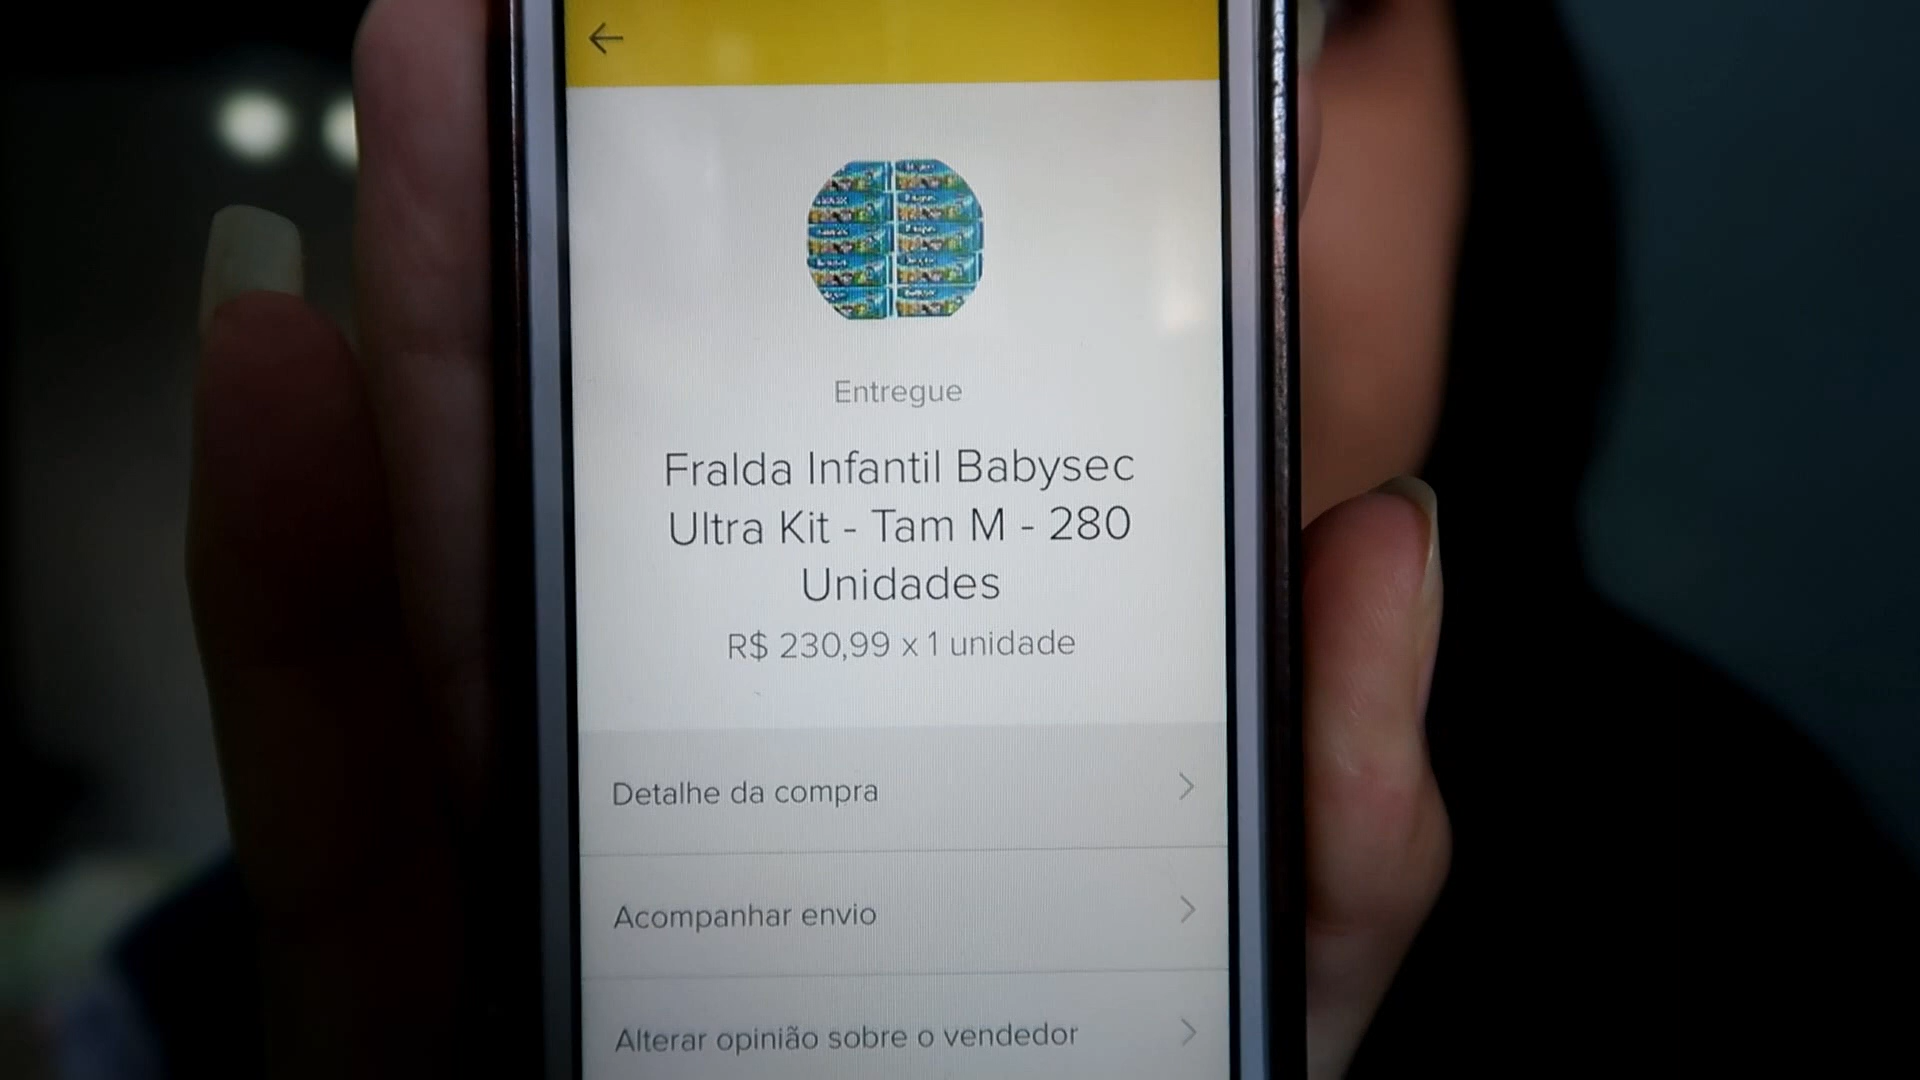 Entregue
Fralda Infantil Babysec
Ultra Kit - Tam M - 280
Unidades
R$ 230,99 x 1 unidade
Detalhe da compra
Acompanhar envio
Alterar opinião sobre o vendedor